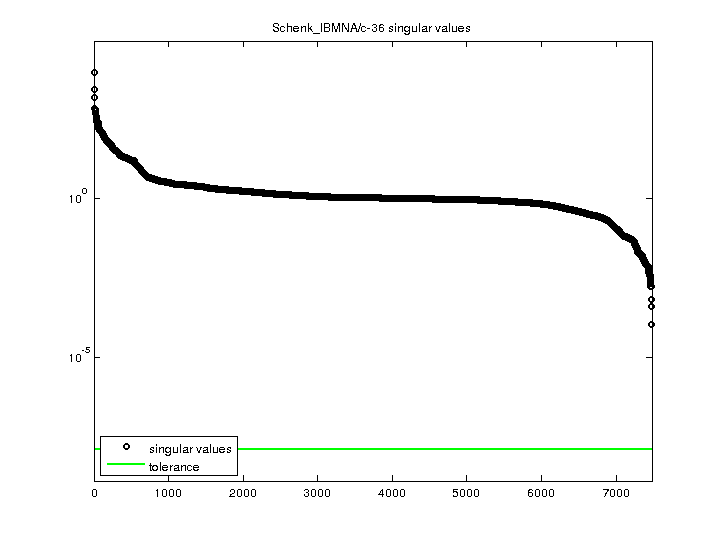 Schenk_IBMNA/c-36 singular values
10^0
10^-5
singular values
tolerance
0 1000 2000 3000 4000 5000 6000 7000